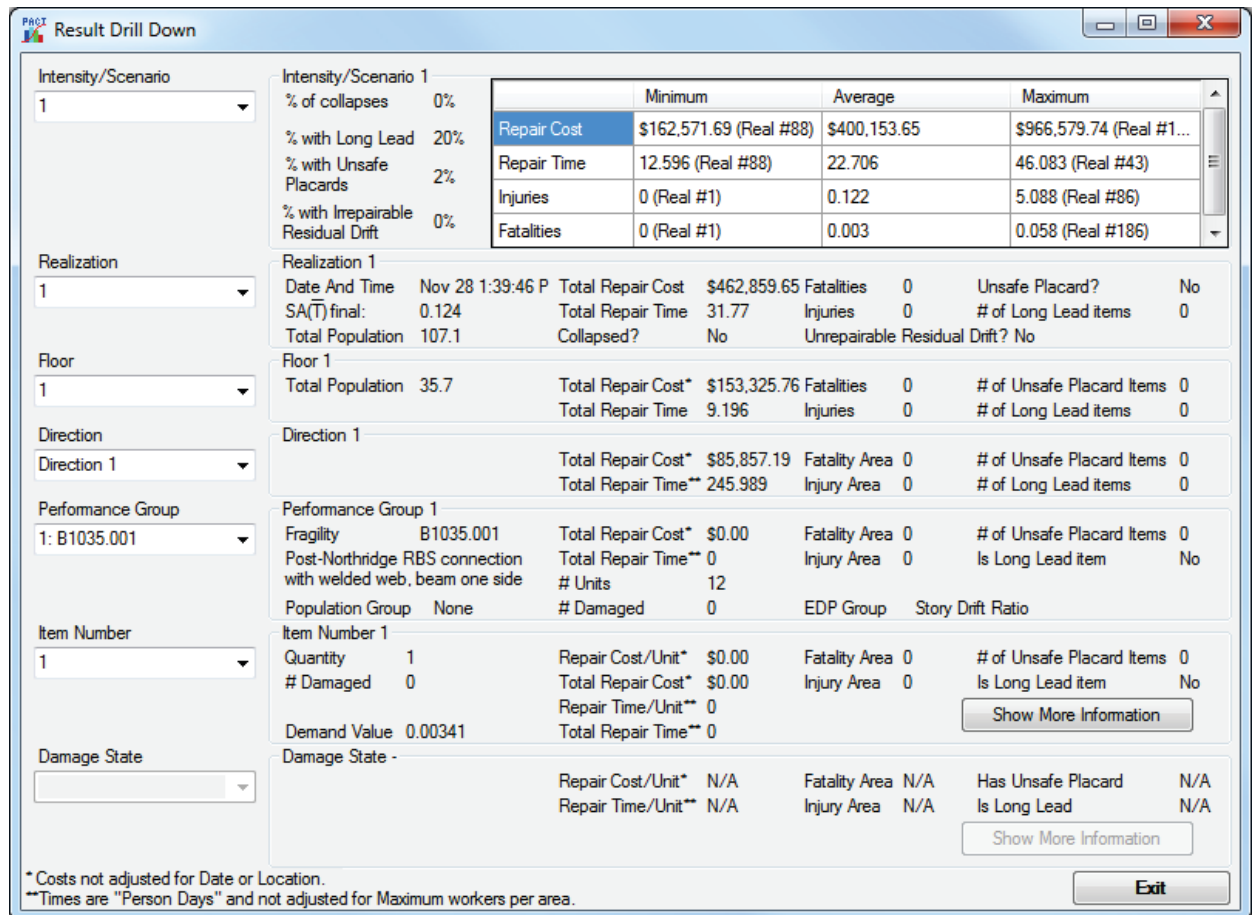 PACT Result Drill Down
Intensity/Scenario
1
Intensity/Scenario 1
% of collapses 0%
% with Long Lead 20%
% with Unsafe
Placards 2%
% with Irrepairable
Residual Drift 0%
Minimum Average Maximum
Repair Cost $162,571.69 (Real #88) $400,153.65 $966,579.74 (Real #1...
Repair Time 12.596 (Real #88) 22.706 46.083 (Real #43)
Injuries 0 (Real #1) 0.122 5.088 (Real #86)
Fatalities 0 (Real #1) 0.003 0.058 (Real #186)
Realization
1
Realization 1
Date And Time Nov 28 1:39:46 P Total Repair Cost $462,859.65 Fatalities 0 Unsafe Placard? No
SA(T̅) final: 0.124 Total Repair Time 31.77 Injuries 0 # of Long Lead items 0
Total Population 107.1 Collapsed? No Unrepairable Residual Drift? No
Floor
1
Floor 1
Total Population 35.7 Total Repair Cost* $153,325.76 Fatalities 0 # of Unsafe Placard Items 0
Total Repair Time 9.196 Injuries 0 # of Long Lead items 0
Direction
Direction 1
Direction 1
Total Repair Cost* $85,857.19 Fatality Area 0 # of Unsafe Placard Items 0
Total Repair Time** 245.989 Injury Area 0 # of Long Lead items 0
Performance Group
1: B1035.001
Performance Group 1
Fragility B1035.001 Total Repair Cost* $0.00 Fatality Area 0 # of Unsafe Placard Items 0
Post-Northridge RBS connection Total Repair Time** 0 Injury Area 0 Is Long Lead item No
with welded web, beam one side # Units 12
Population Group None # Damaged 0 EDP Group Story Drift Ratio
Item Number
1
Item Number 1
Quantity 1 Repair Cost/Unit* $0.00 Fatality Area 0 # of Unsafe Placard Items 0
# Damaged 0 Total Repair Cost* $0.00 Injury Area 0 Is Long Lead item No
Repair Time/Unit** 0 Show More Information
Demand Value 0.00341 Total Repair Time** 0
Damage State
Damage State -
Repair Cost/Unit* N/A Fatality Area N/A Has Unsafe Placard N/A
Repair Time/Unit** N/A Injury Area N/A Is Long Lead N/A
Show More Information
* Costs not adjusted for Date or Location.
**Times are "Person Days" and not adjusted for Maximum workers per area.
Exit